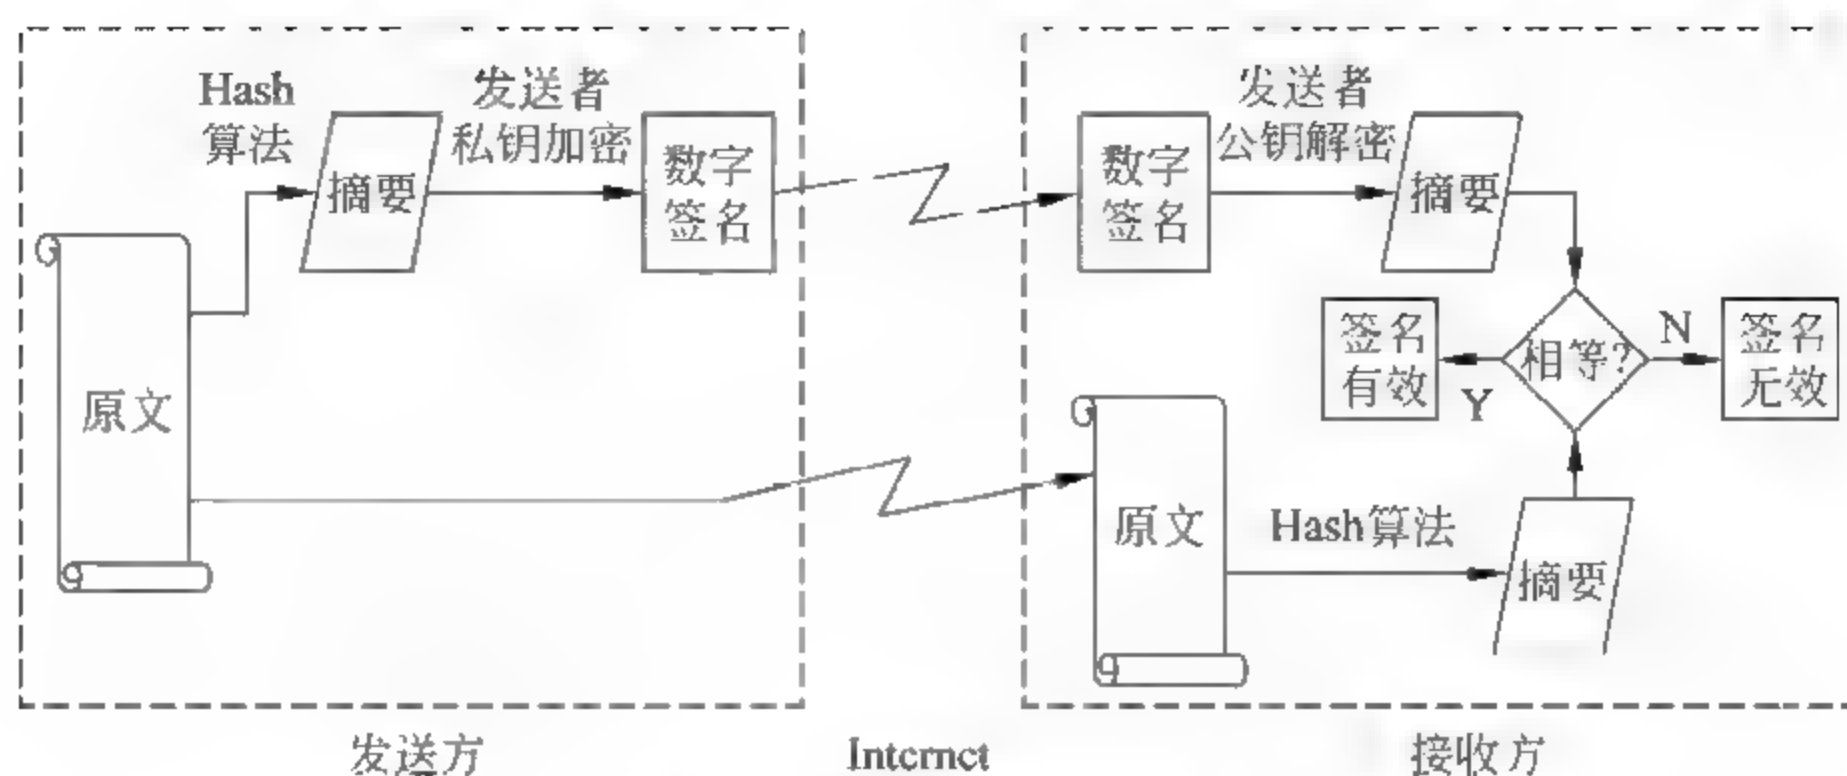 Hash
算法
摘要
发送者
私钥加密
数字
签名
原文
发送方
Internet
数字
签名
发送者
公钥解密
摘要
签名
有效
Y
相等?
N
签名
无效
原文
Hash算法
摘要
接收方